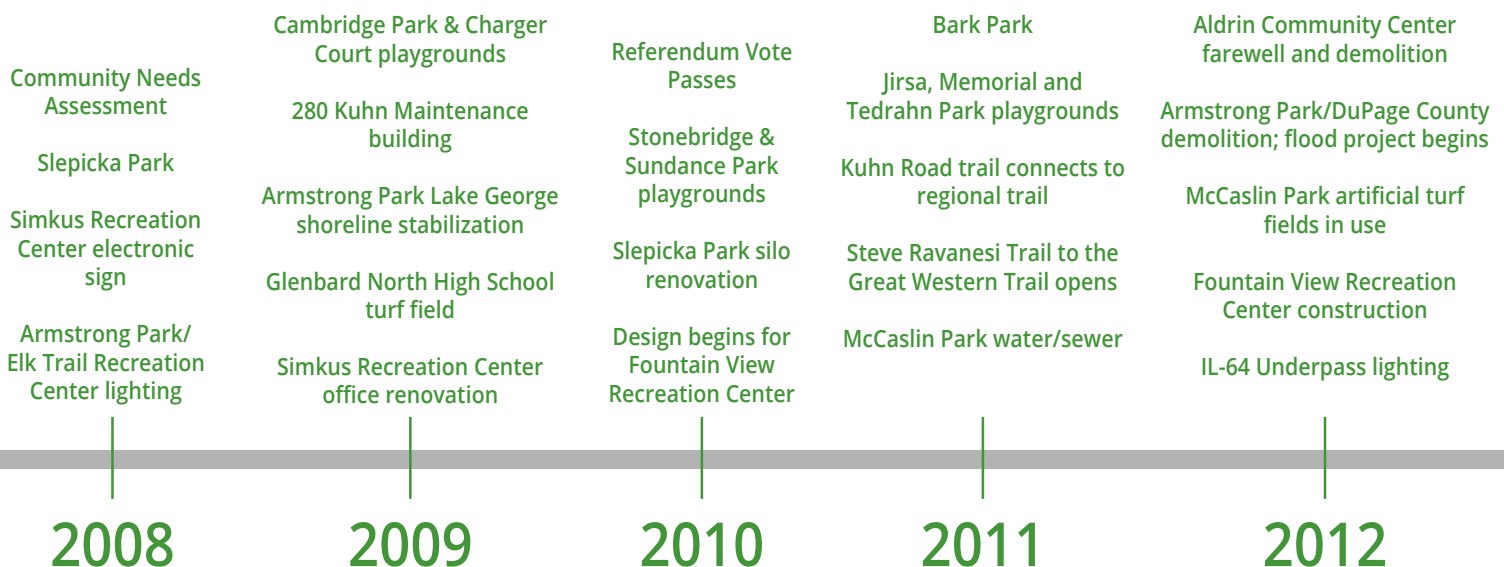 Community Needs
Assessment
Slepicka Park
Simkus Recreation
Center electronic
sign
Armstrong Park/
Elk Trail Recreation
Center lighting
2008
Cambridge Park & Charger
Court playgrounds
280 Kuhn Maintenance
building
Armstrong Park Lake George
shoreline stabilization
Glenbard North High School
turf field
Simkus Recreation Center
office renovation
2009
Referendum Vote
Passes
Stonebridge &
Sundance Park
playgrounds
Slepicka Park silo
renovation
Design begins for
Fountain View
Recreation Center
2010
Bark Park
Jirsa, Memorial and
Tedrahn Park playgrounds
Kuhn Road trail connects to
regional trail
Steve Ravanesi Trail to the
Great Western Trail opens
McCaslin Park water/sewer
2011
Aldrin Community Center
farewell and demolition
Armstrong Park/DuPage County
demolition; flood project begins
McCaslin Park artificial turf
fields in use
Fountain View Recreation
Center construction
IL-64 Underpass lighting
2012